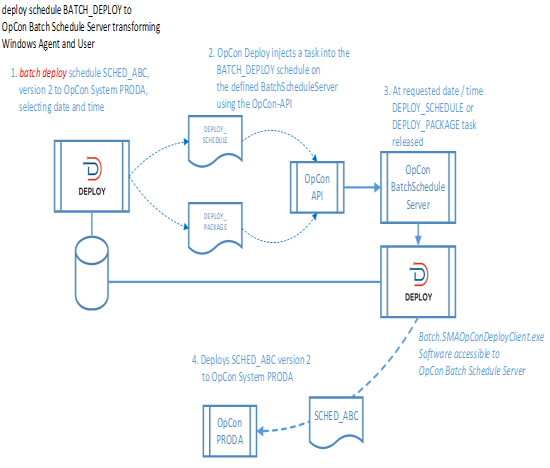 deploy schedule BATCH_DEPLOY to
OpCon Batch Schedule Server transforming
Windows Agent and User
1. batch deploy schedule SCHED_ABC,
version 2 to OpCon System PRODA,
selecting date and time
2. OpCon Deploy injects a task into the
BATCH_DEPLOY schedule on
the defined BatchScheduleServer
using the OpCon-API
3. At requested date / time
DEPLOY_SCHEDULE or
DEPLOY_PACKAGE task
released
DEPLOY_
SCHEDULE
DEPLOY
OpCon
API
OpCon
BatchSchedule
Server
DEPLOY_
PACKAGE
DEPLOY
Batch.SMAOpConDeployClient.exe
Software accessible to
OpCon Batch Schedule Server
4. Deploys SCHED_ABC version 2
to OpCon System PRODA
OpCon
PRODA
SCHED_ABC